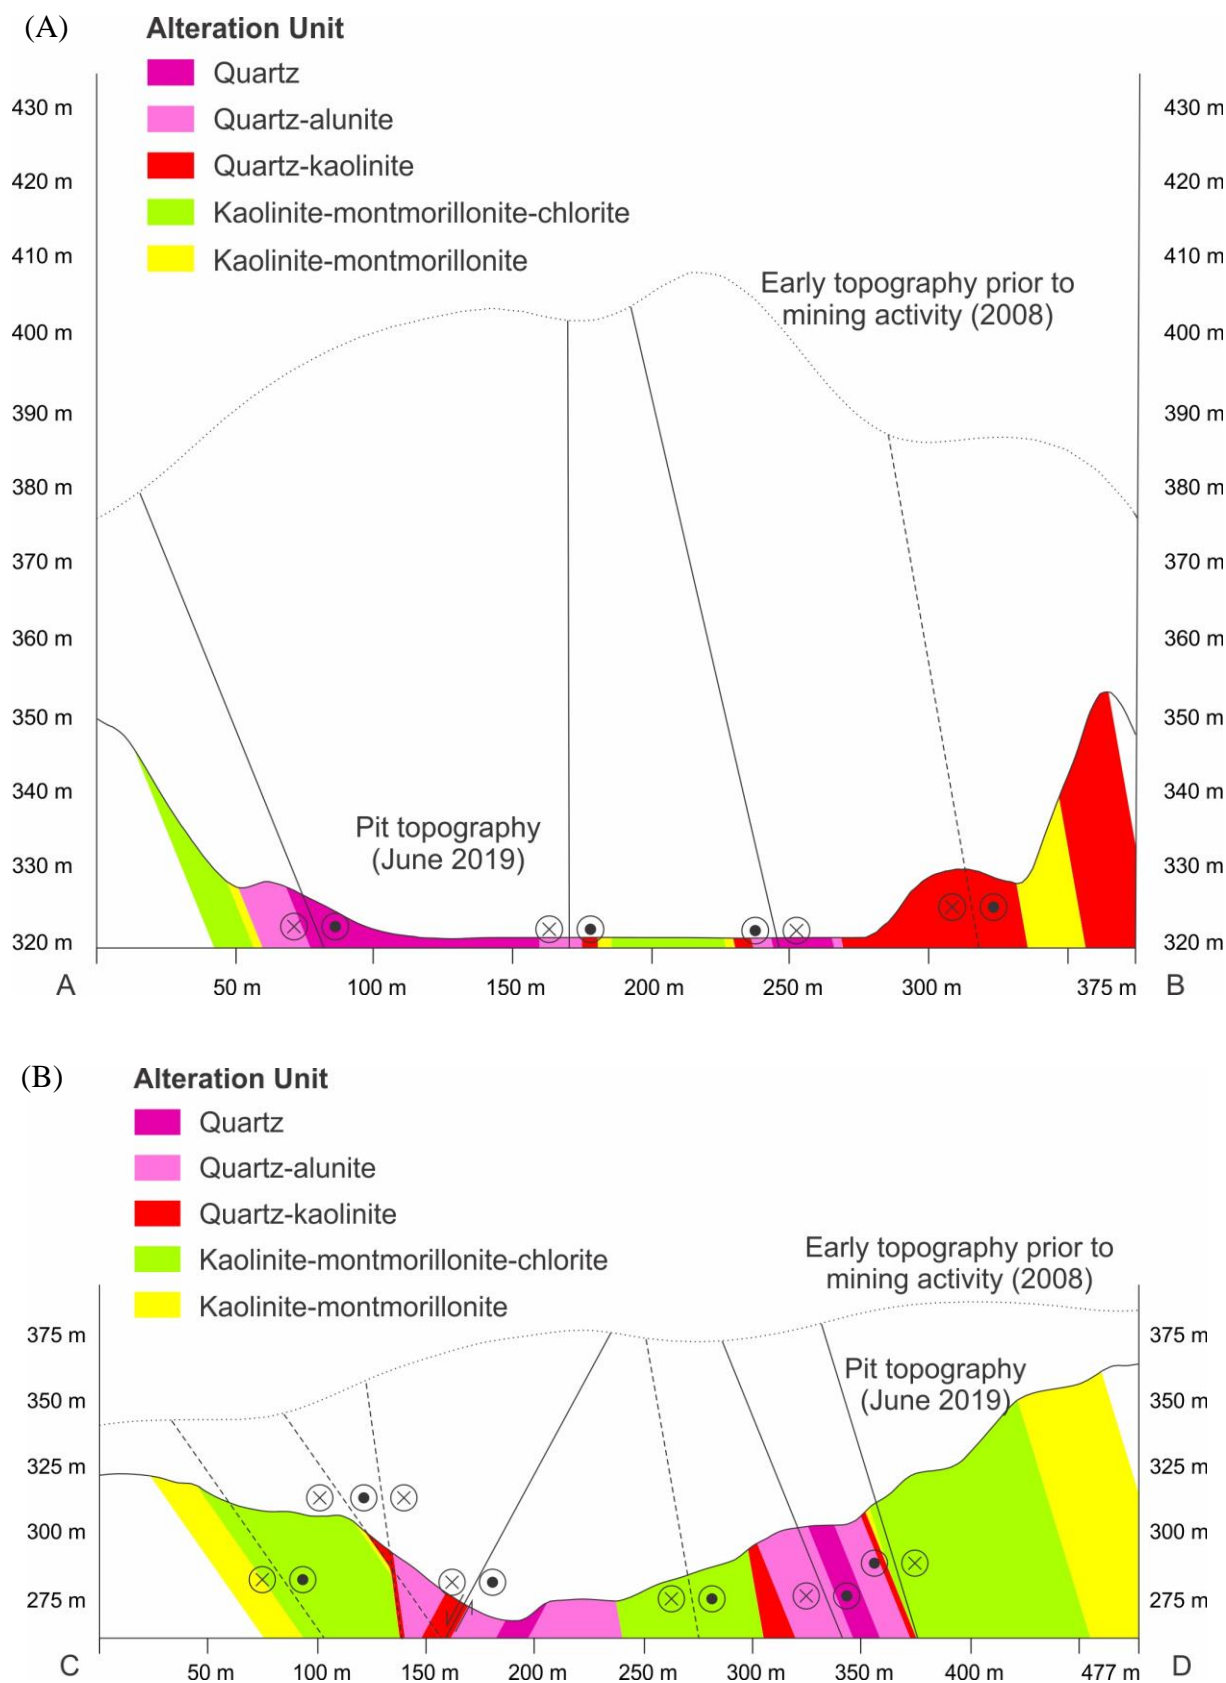 (A)
Alteration Unit
Quartz
Quartz-alunite
Quartz-kaolinite
Kaolinite-montmorillonite-chlorite
Kaolinite-montmorillonite
430 m
420 m
410 m
400 m
390 m
380 m
370 m
360 m
350 m
340 m
330 m
320 m
Early topography prior to
mining activity (2008)
Pit topography
(June 2019)
430 m
420 m
410 m
400 m
390 m
380 m
370 m
360 m
350 m
340 m
330 m
320 m
A
50 m
100 m
150 m
200 m
250 m
300 m
375 m
B
(B)
Alteration Unit
Quartz
Quartz-alunite
Quartz-kaolinite
Kaolinite-montmorillonite-chlorite
Kaolinite-montmorillonite
Early topography prior to
mining activity (2008)
Pit topography
(June 2019)
375 m
350 m
325 m
300 m
275 m
375 m
350 m
325 m
300 m
275 m
C
50 m
100 m
150 m
200 m
250 m
300 m
350 m
400 m
477 m
D